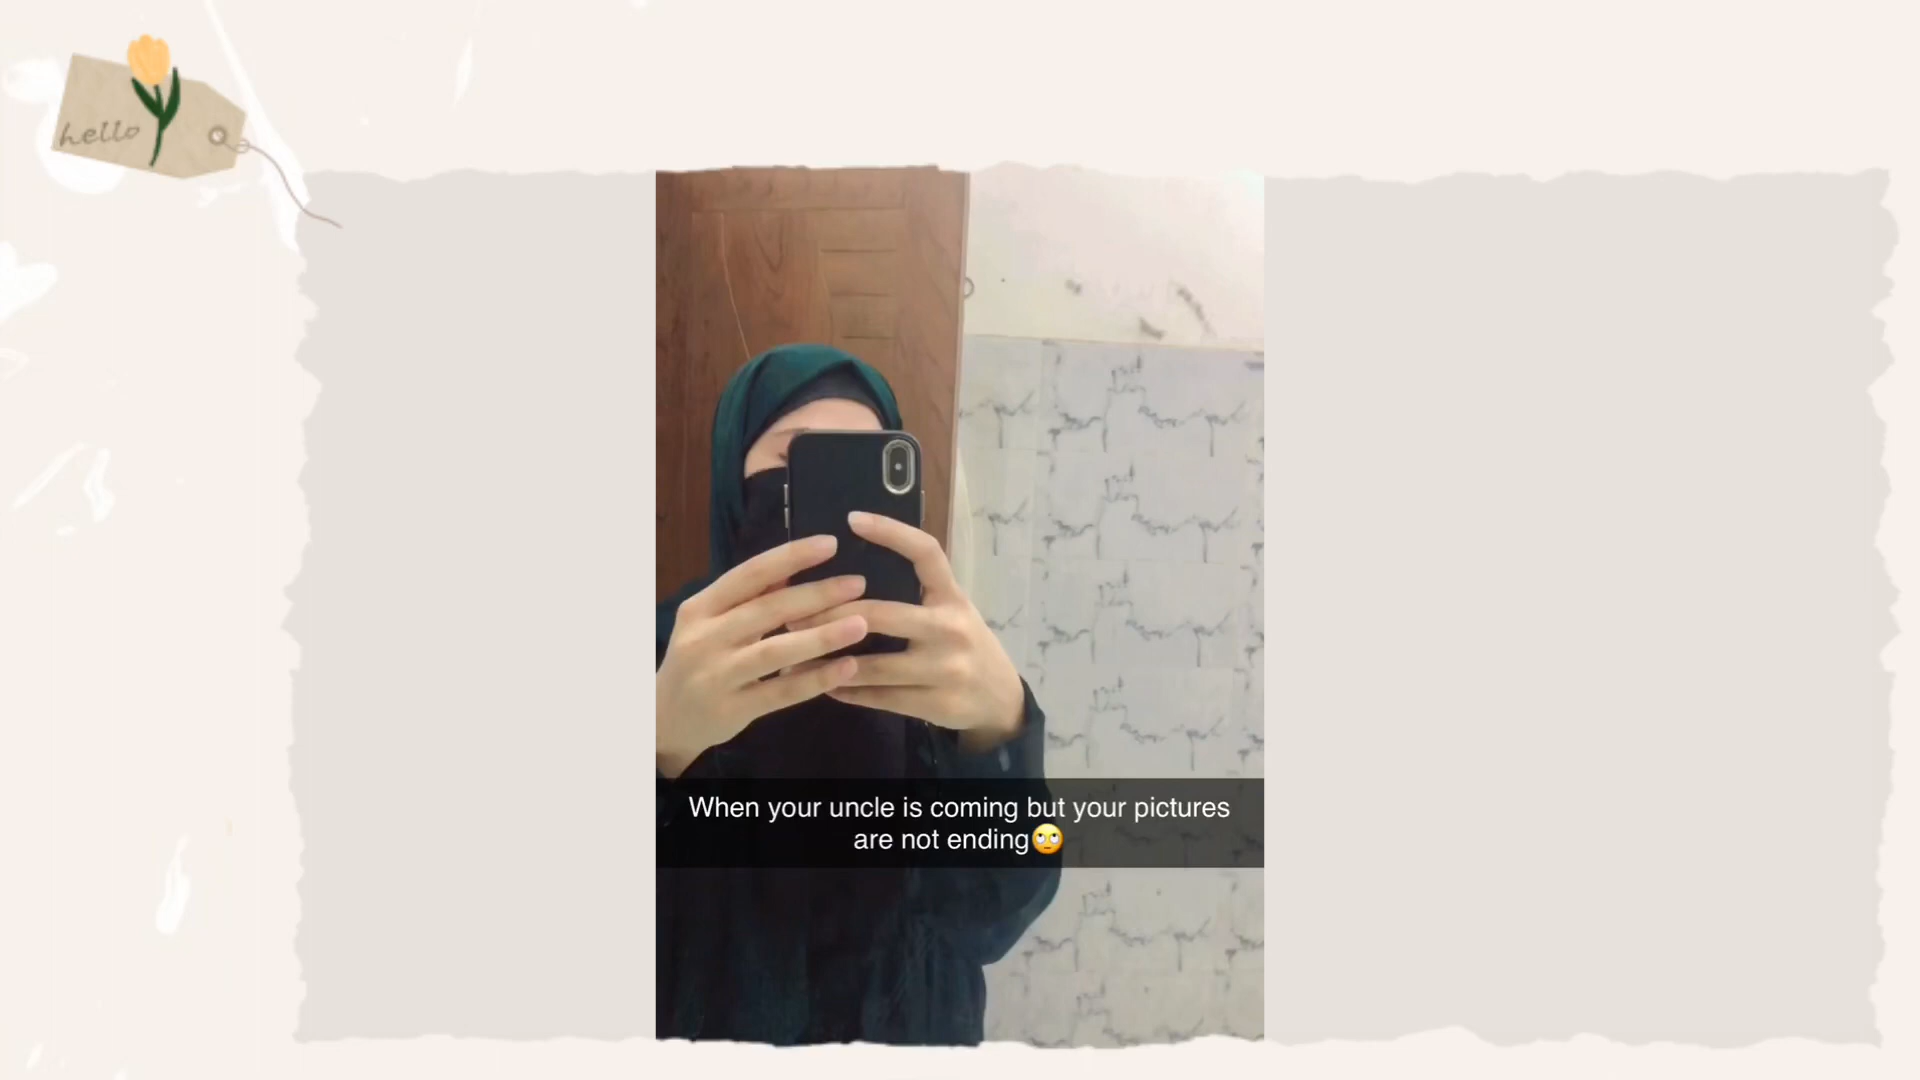 hello
When your uncle is coming but your pictures
are not ending🙄